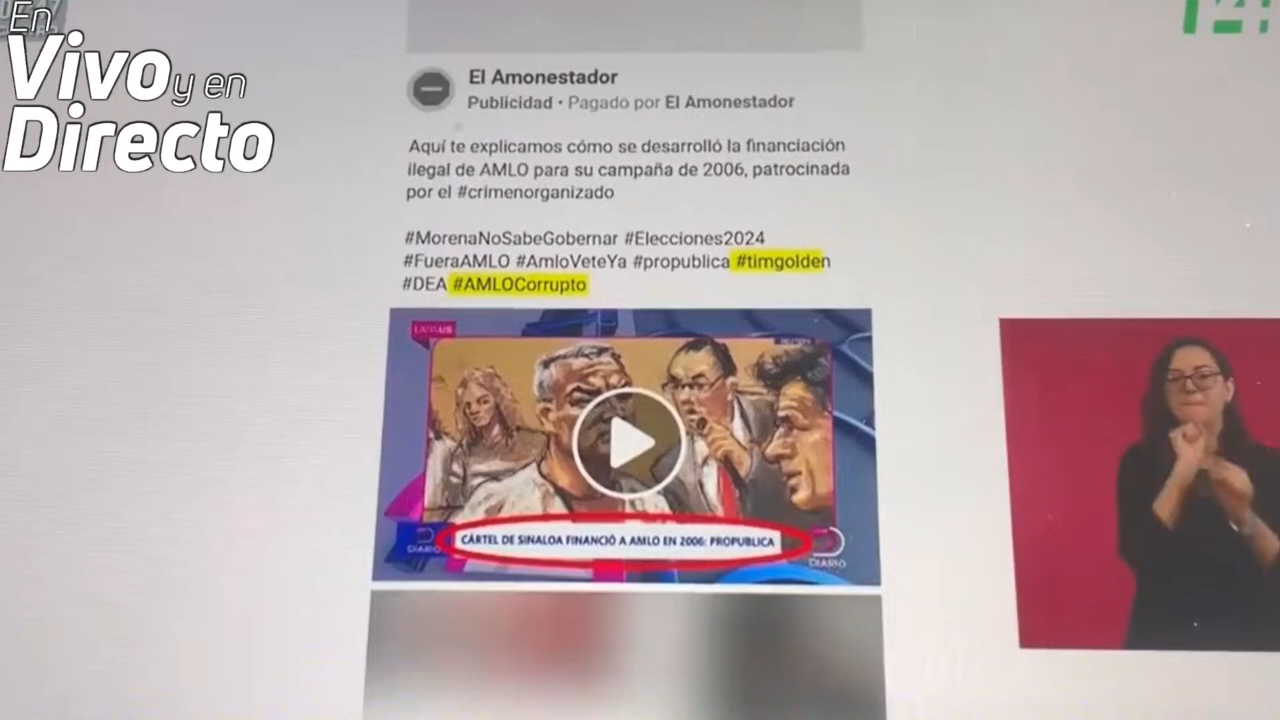 En
Vivo y en
Directo
El Amonestador
Publicidad • Pagado por El Amonestador
Aquí te explicamos cómo se desarrolló la financiación
ilegal de AMLO para su campaña de 2006, patrocinada
por el #crimenorganizado
#MorenaNoSabeGobernar #Elecciones2024
#FueraAMLO #AmloVeteYa #propublica #timgolden
#DEA #AMLOCorrupto
LATINUS
CÁRTEL DE SINALOA FINANCIÓ A AMLO EN 2006: PROPUBLICA
DIARIO
DIARIO